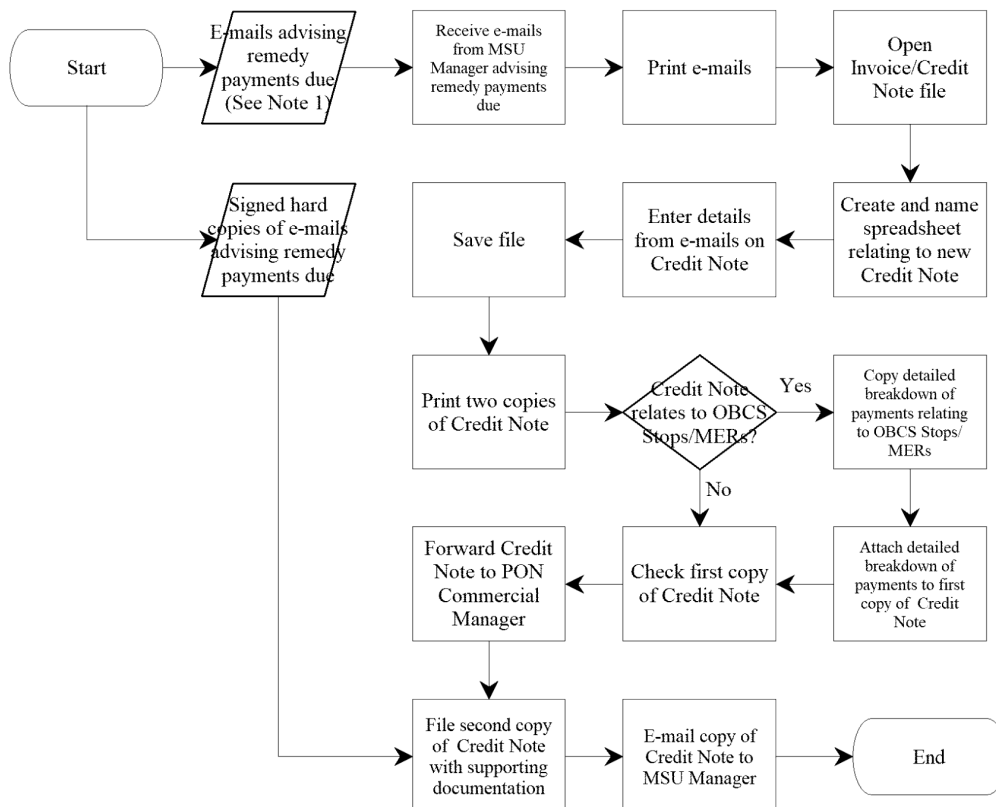 Start
E-mails advising
remedy
payments due
(See Note 1)
Receive e-mails
from MSU
Manager advising
remedy payments
due
Print e-mails
Open
Invoice/Credit
Note file
Signed hard
copies of e-mails
advising remedy
payments due
Save file
Enter details
from e-mails on
Credit Note
Create and name
spreadsheet
relating to new
Credit Note
Print two copies
of Credit Note
Credit Note
relates to OBCS
Stops/MERs?
Yes
No
Copy detailed
breakdown of
payments relating
to OBCS Stops/
MERs
Forward Credit
Note to PON
Commercial
Manager
Check first copy
of Credit Note
Attach detailed
breakdown of
payments to first
copy of Credit
Note
File second copy
of Credit Note
with supporting
documentation
E-mail copy of
Credit Note to
MSU Manager
End